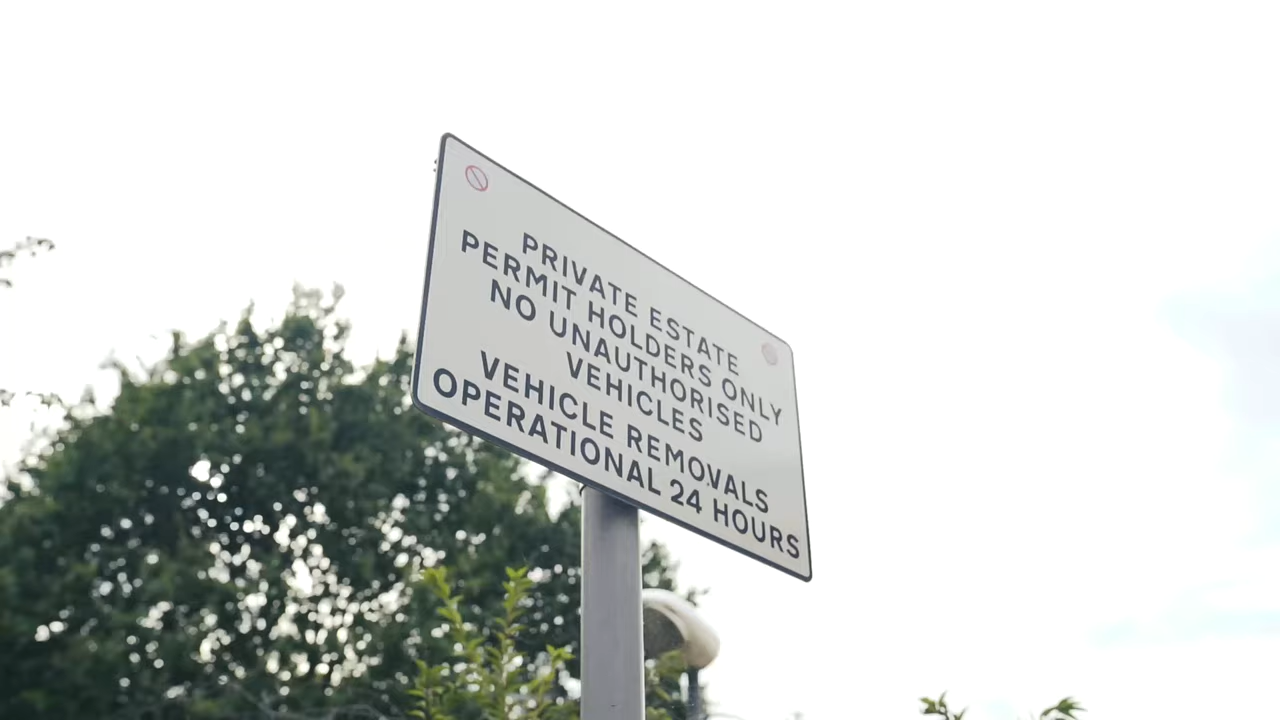 PRIVATE ESTATE
PERMIT HOLDERS ONLY
NO UNAUTHORISED
VEHICLES
VEHICLE REMOVALS
OPERATIONAL 24 HOURS